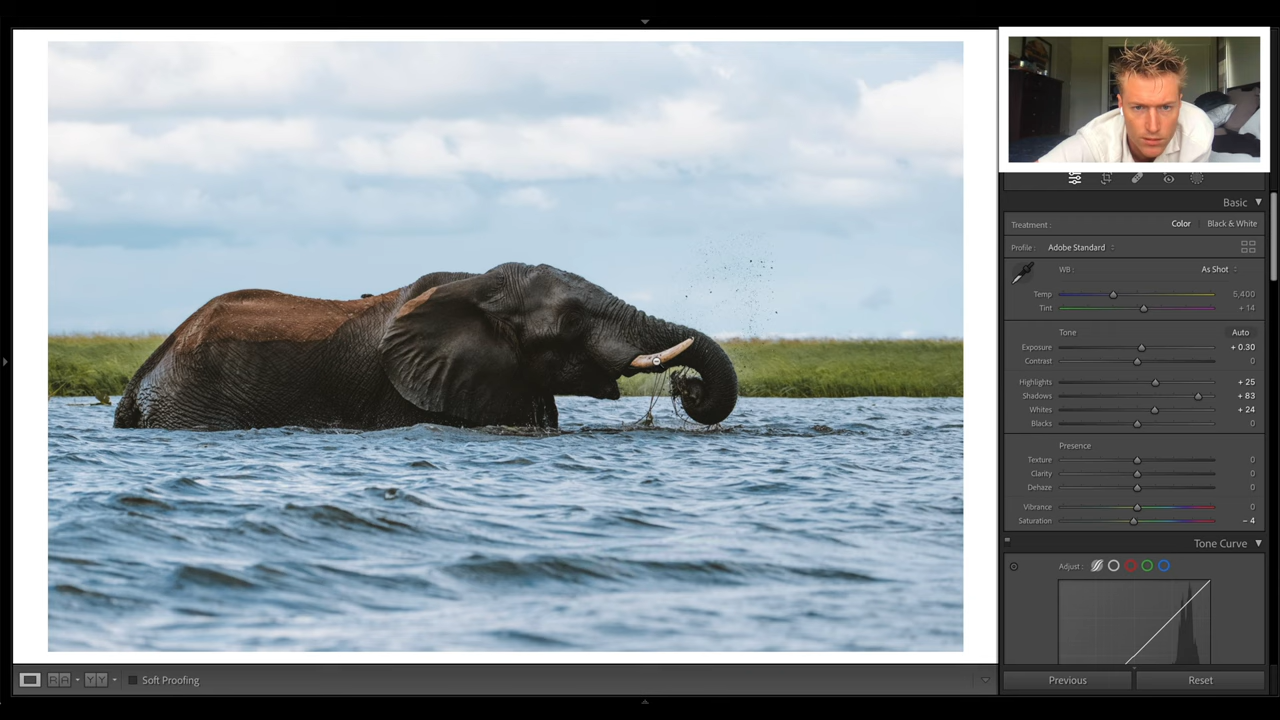 Basic
Treatment : Color Black & White
Profile : Adobe Standard
WB : As Shot
Temp 5,400
Tint + 14
Tone Auto
Exposure + 0.30
Contrast 0
Highlights + 25
Shadows + 83
Whites + 24
Blacks 0
Presence
Texture 0
Clarity 0
Dehaze 0
Vibrance 0
Saturation – 4
Tone Curve
Adjust :
R A Y Y Soft Proofing Previous Reset